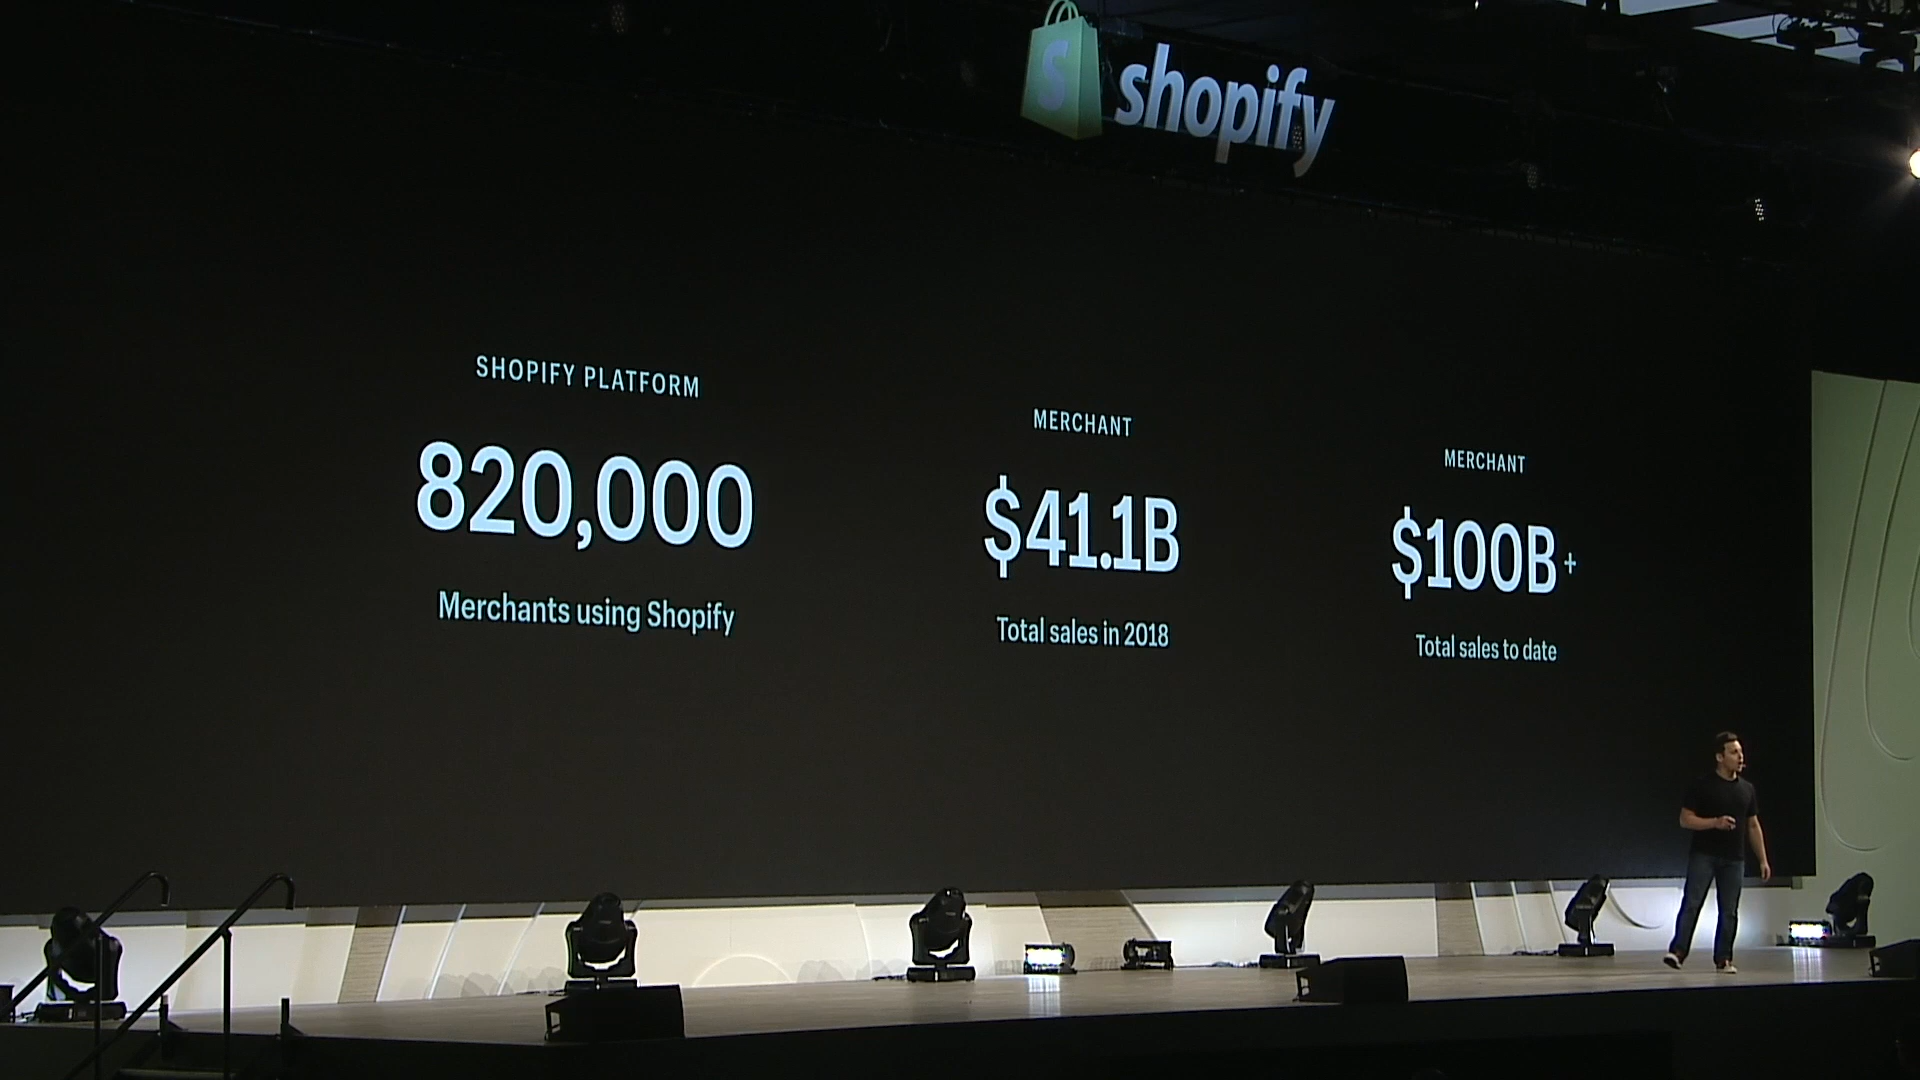 S shopify
SHOPIFY PLATFORM
820,000
Merchants using Shopify
MERCHANT
$41.1B
Total sales in 2018
MERCHANT
$100B+
Total sales to date